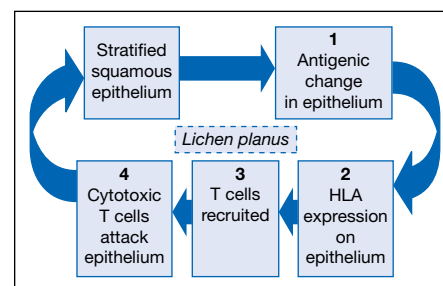 Stratified
squamous
epithelium
1
Antigenic
change
in epithelium
Lichen planus
2
HLA
expression
on
epithelium
3
T cells
recruited
4
Cytotoxic
T cells
attack
epithelium